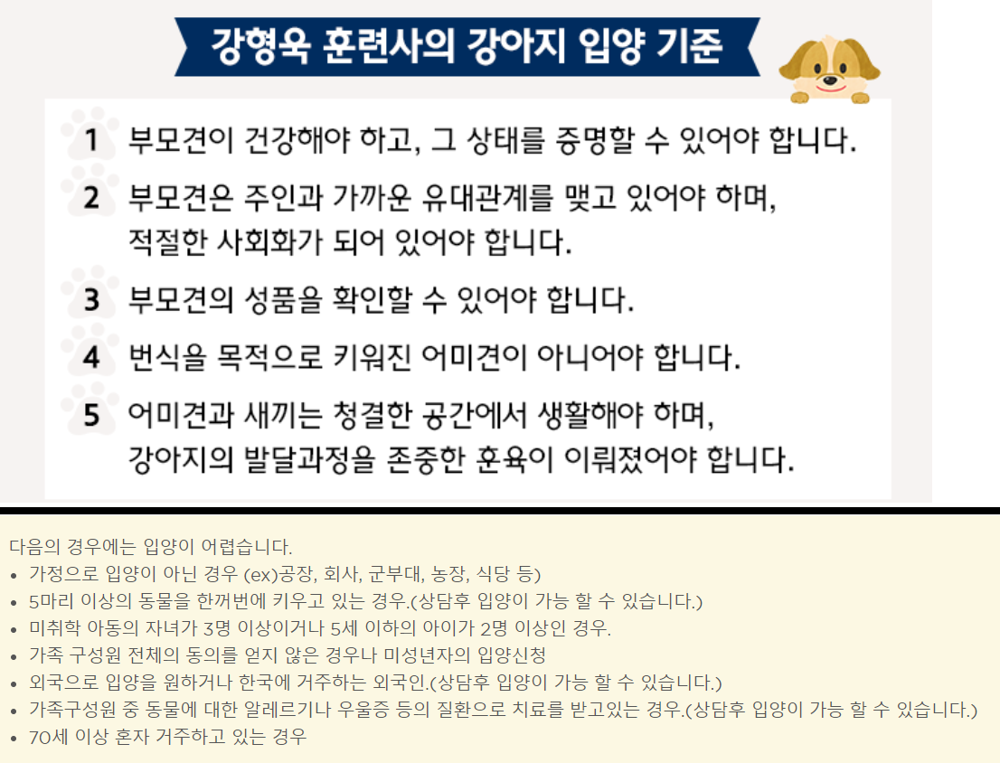 강형욱 훈련사의 강아지 입양 기준
1 부모견이 건강해야 하고, 그 상태를 증명할 수 있어야 합니다.
2 부모견은 주인과 가까운 유대관계를 맺고 있어야 하며,
적절한 사회화가 되어 있어야 합니다.
3 부모견의 성품을 확인할 수 있어야 합니다.
4 번식을 목적으로 키워진 어미견이 아니어야 합니다.
5 어미견과 새끼는 청결한 공간에서 생활해야 하며,
강아지의 발달과정을 존중한 훈육이 이뤄졌어야 합니다.
다음의 경우에는 입양이 어렵습니다.
• 가정으로 입양이 아닌 경우 (ex)공장, 회사, 군부대, 농장, 식당 등)
• 5마리 이상의 동물을 한꺼번에 키우고 있는 경우.(상담후 입양이 가능 할 수 있습니다.)
• 미취학 아동의 자녀가 3명 이상이거나 5세 이하의 아이가 2명 이상인 경우.
• 가족 구성원 전체의 동의를 얻지 않은 경우나 미성년자의 입양신청
• 외국으로 입양을 원하거나 한국에 거주하는 외국인.(상담후 입양이 가능 할 수 있습니다.)
• 가족구성원 중 동물에 대한 알레르기나 우울증 등의 질환으로 치료를 받고있는 경우.(상담후 입양이 가능 할 수 있습니다.)
• 70세 이상 혼자 거주하고 있는 경우